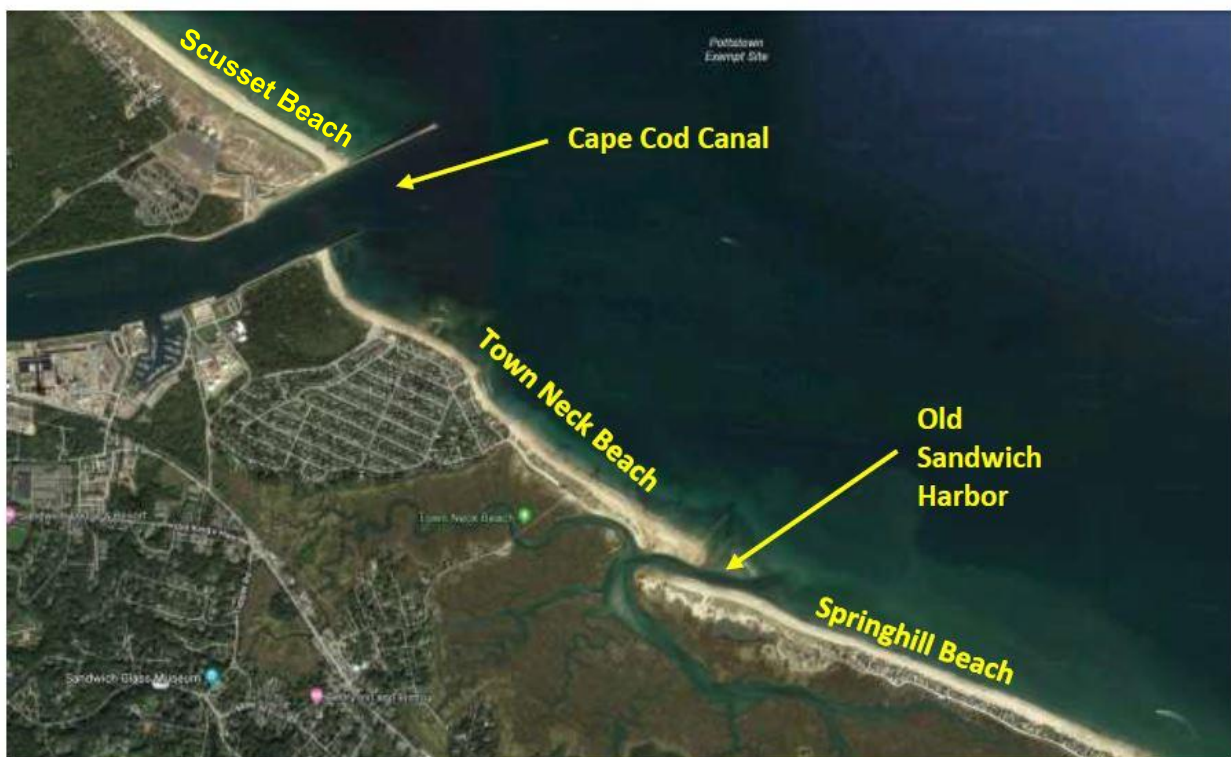 Pottstown
Exempt Site
Scusset Beach
Cape Cod Canal
Town Neck Beach
Old
Sandwich
Harbor
Town Neck Beach
Springhill Beach
Sandwich Glass Museum